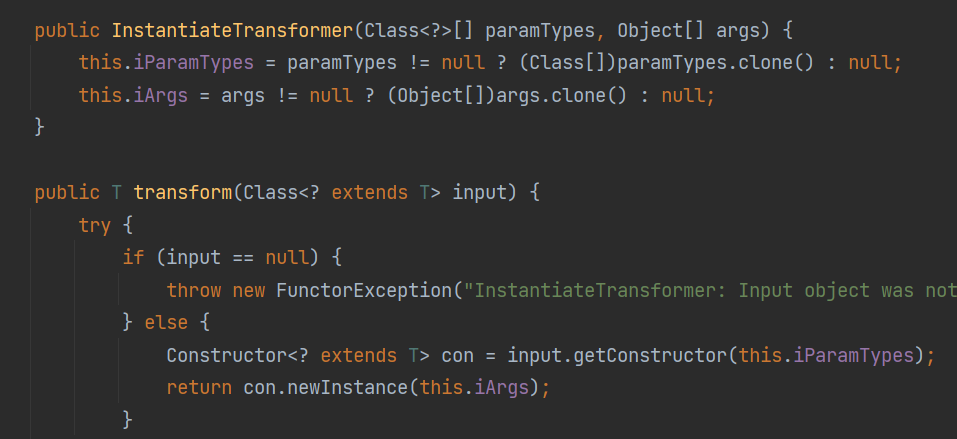 public InstantiateTransformer(Class<?>[] paramTypes, Object[] args) {
this.iParamTypes = paramTypes != null ? (Class[])paramTypes.clone() : null;
this.iArgs = args != null ? (Object[])args.clone() : null;
}
public T transform(Class<? extends T> input) {
try {
if (input == null) {
throw new FunctorException("InstantiateTransformer: Input object was not
} else {
Constructor<? extends T> con = input.getConstructor(this.iParamTypes);
return con.newInstance(this.iArgs);
}